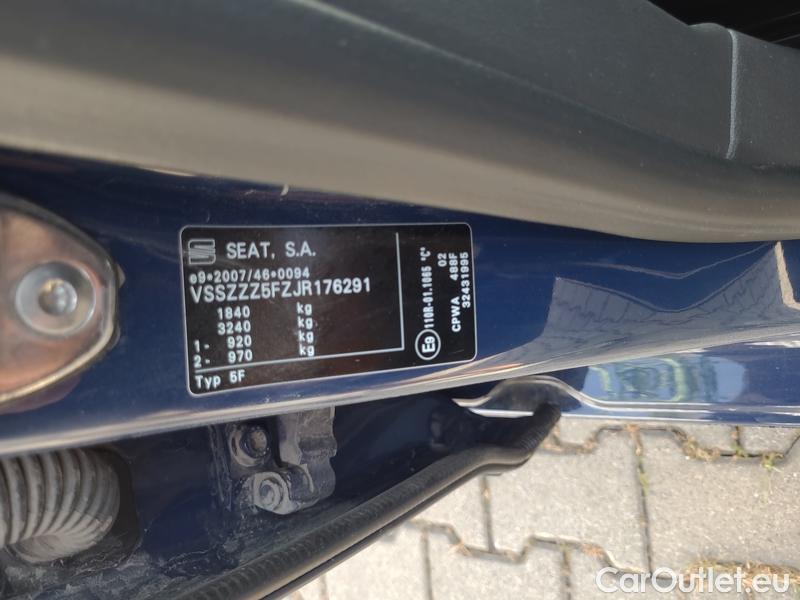 SEAT, S.A.
e9*2007/46*0094
VSSZZZ5FZJR176291
1840 kg
3240 kg
1- 920 kg
2- 970 kg
Typ 5F
E9 110R-01.1065 "C"
02
CPWA 488F
32431995
CarOutlet.eu